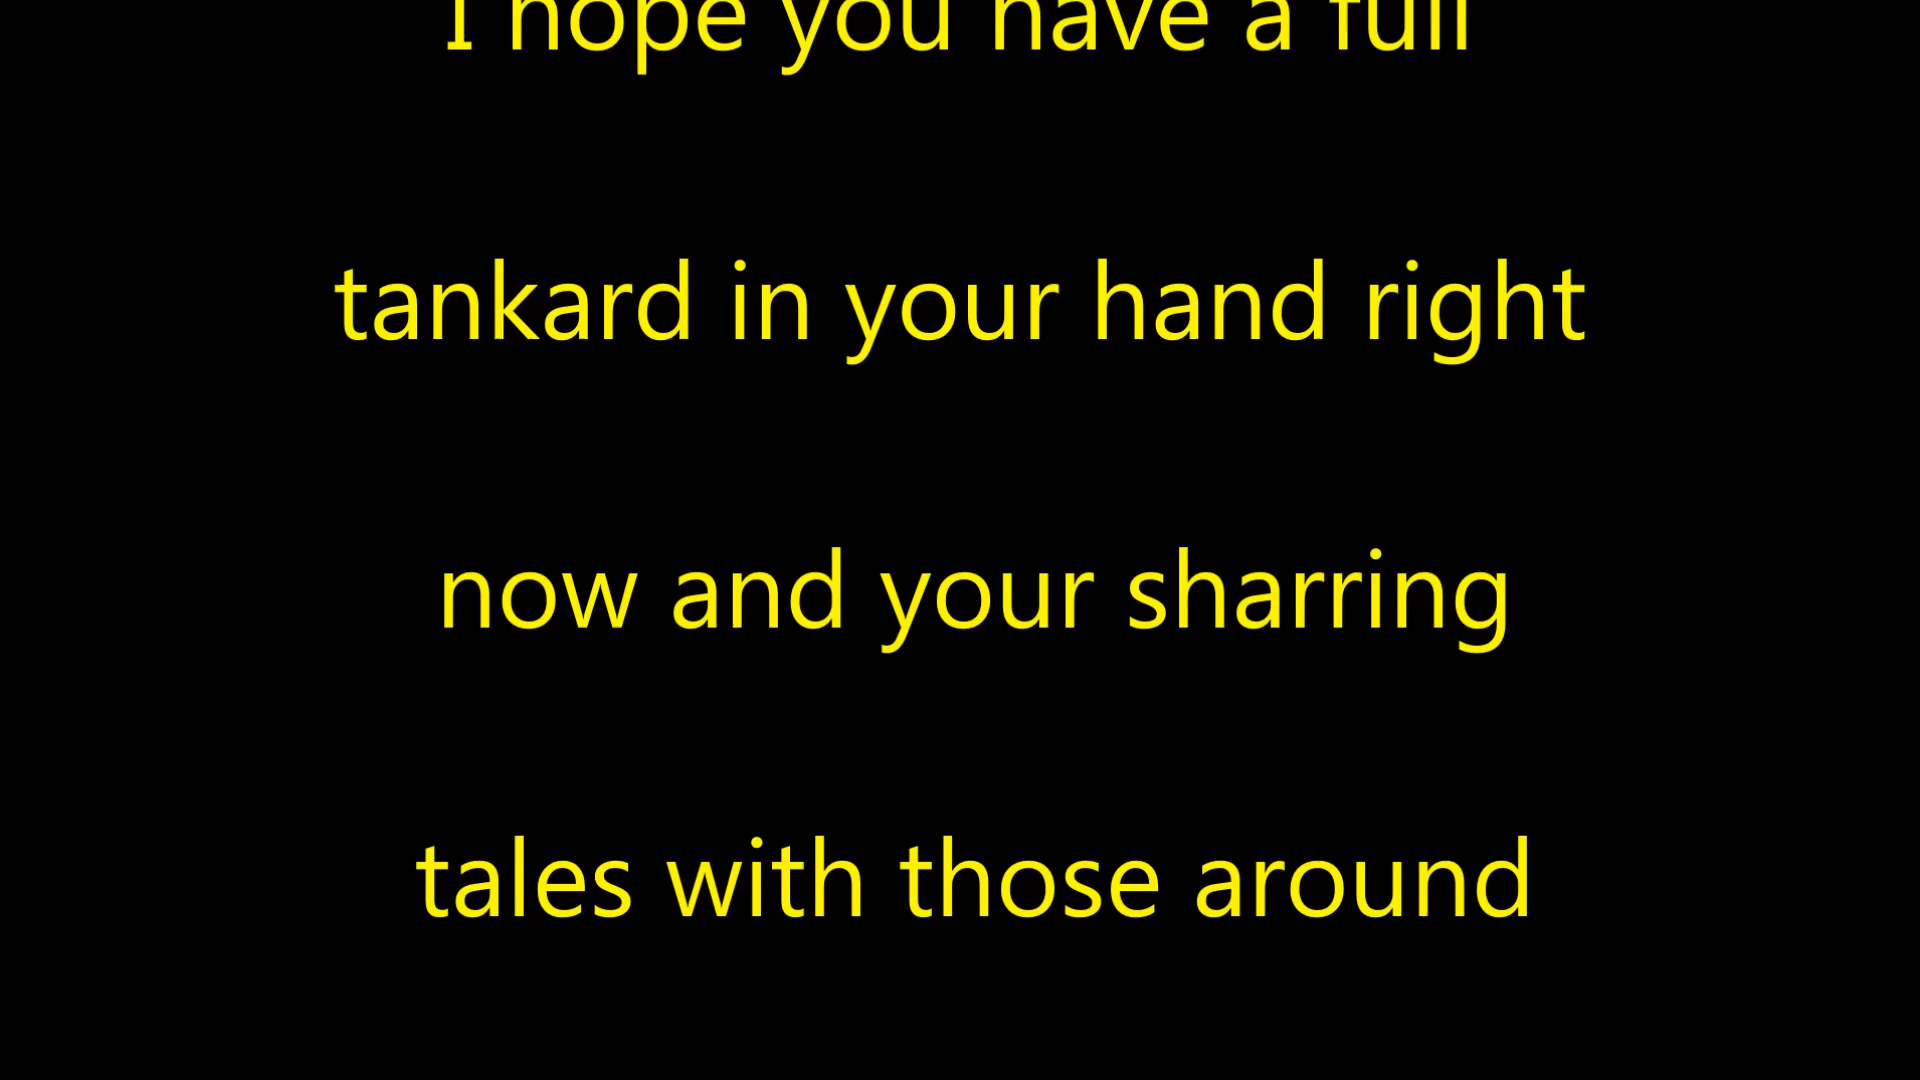 I hope you have a full
tankard in your hand right
now and your sharring
tales with those around